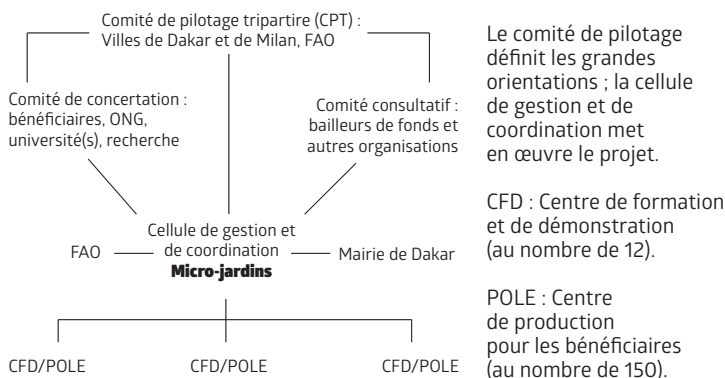 Comité de pilotage tripartire (CPT) :
Villes de Dakar et de Milan, FAO
Comité de concertation :
bénéficiaires, ONG,
université(s), recherche
Comité consultatif :
bailleurs de fonds et
autres organisations
Cellule de gestion et
de coordination
Micro-jardins
FAO
Mairie de Dakar
CFD/POLE
CFD/POLE
CFD/POLE
Le comité de pilotage
définit les grandes
orientations ; la cellule
de gestion et de
coordination met
en œuvre le projet.
CFD : Centre de formation
et de démonstration
(au nombre de 12).
POLE : Centre
de production
pour les bénéficiaires
(au nombre de 150).